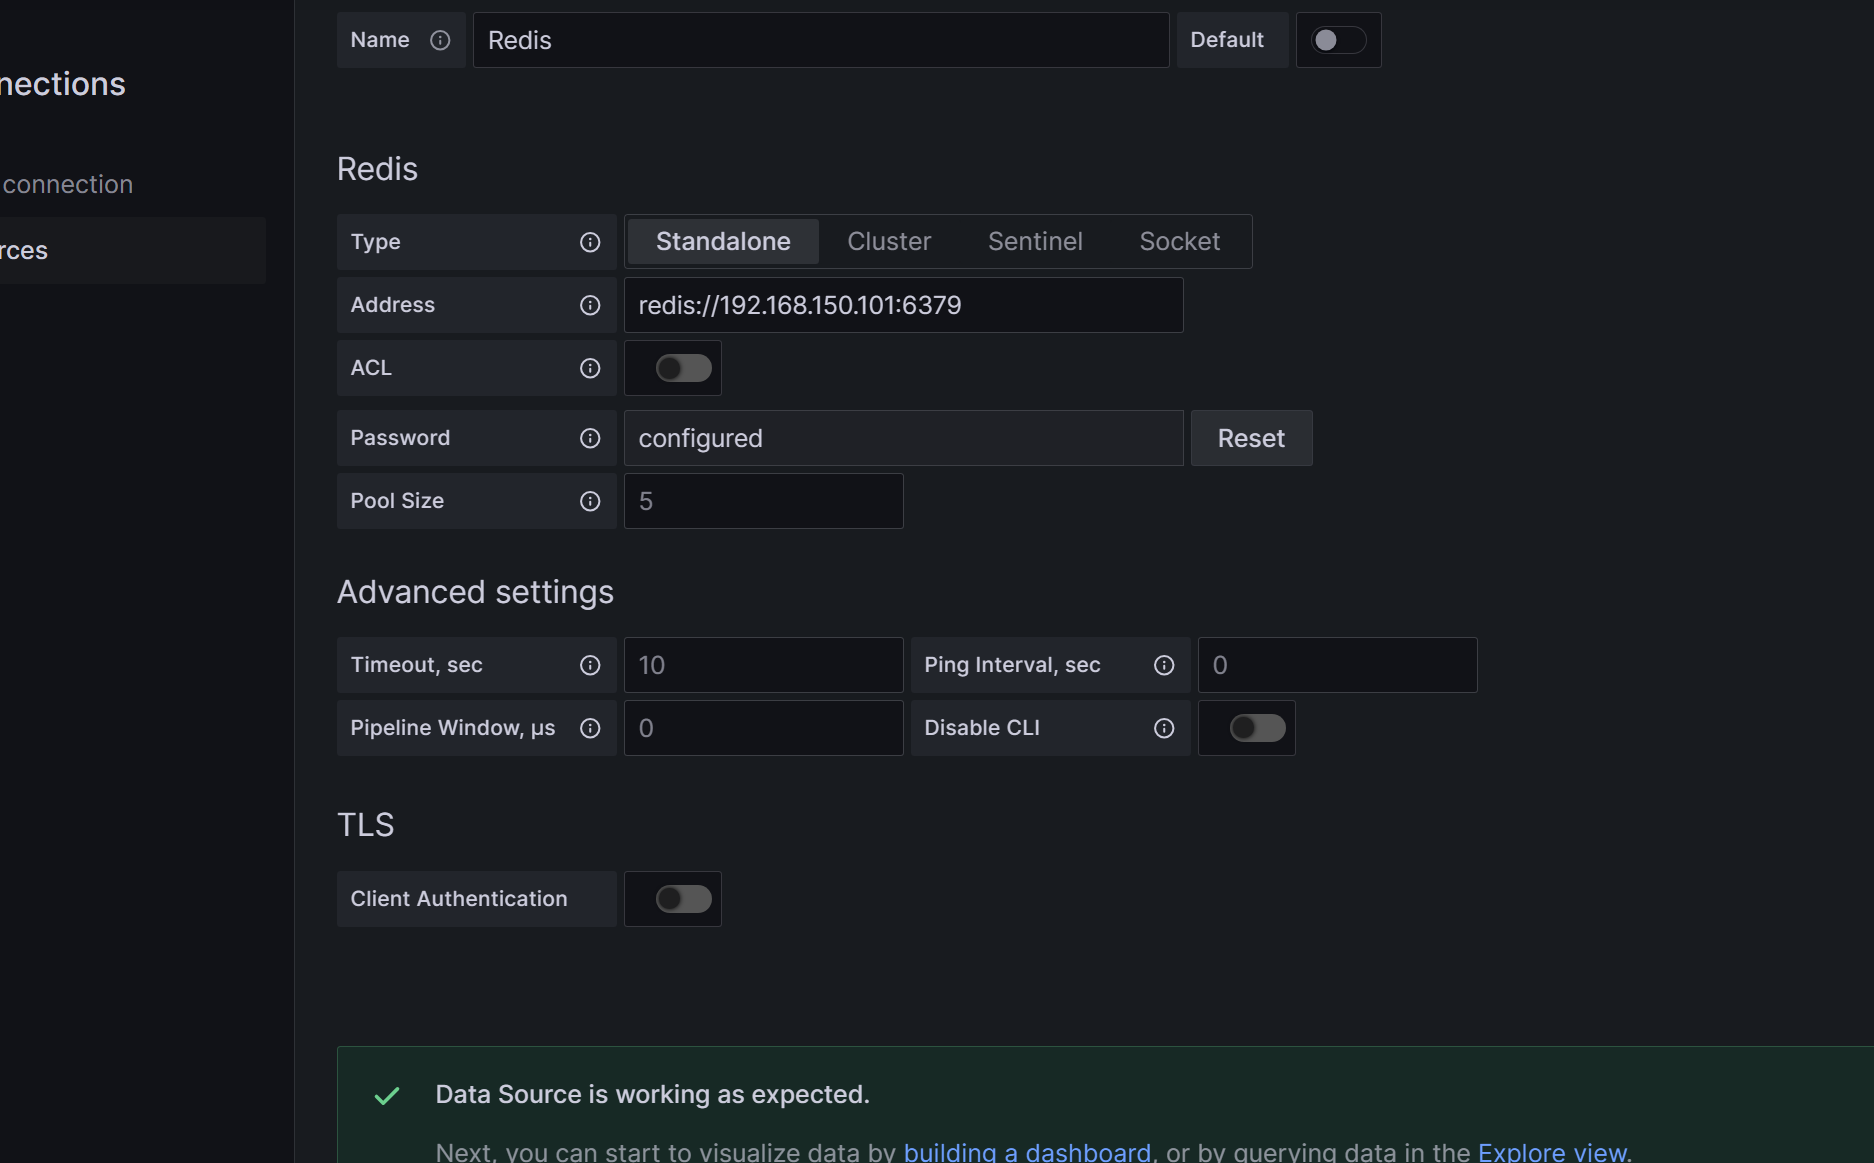 Name Redis Default
nections
connection
rces
Redis
Type Standalone Cluster Sentinel Socket
Address redis://192.168.150.101:6379
ACL
Password configured Reset
Pool Size 5
Advanced settings
Timeout, sec 10 Ping Interval, sec 0
Pipeline Window, μs 0 Disable CLI
TLS
Client Authentication
Data Source is working as expected.
Next, you can start to visualize data by building a dashboard, or by querying data in the Explore view.